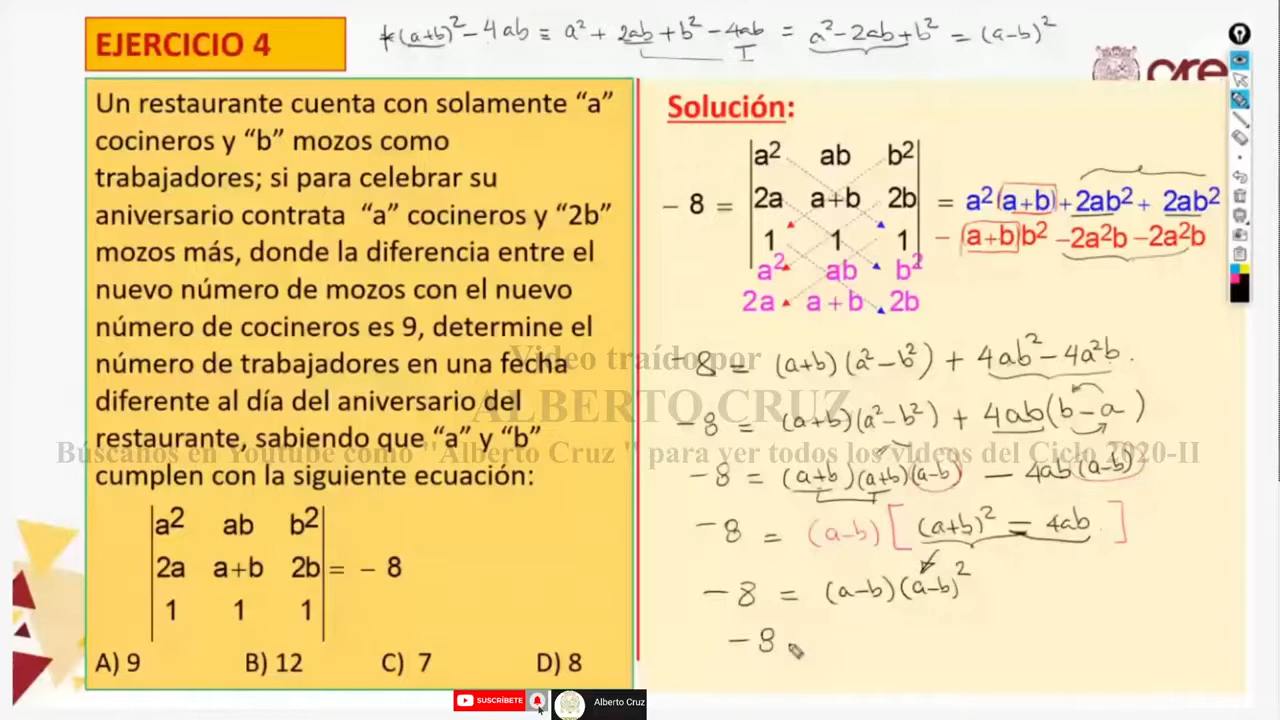 EJERCICIO 4
*(a+b)² - 4ab = a² + 2ab + b² - 4ab = a² - 2ab + b² = (a-b)²
cre
Un restaurante cuenta con solamente “a”
cocineros y “b” mozos como
trabajadores; si para celebrar su
aniversario contrata “a” cocineros y “2b”
mozos más, donde la diferencia entre el
nuevo número de mozos con el nuevo
número de cocineros es 9, determine el
número de trabajadores en una fecha
diferente al día del aniversario del
restaurante, sabiendo que “a” y “b”
cumplen con la siguiente ecuación:
a² ab b²
2a a+b 2b = - 8
1 1 1
A) 9 B) 12 C) 7 D) 8
Solución:
a² ab b²
- 8 = 2a a+b 2b = a²(a+b)+2ab²+ 2ab²
1 1 1 - (a+b)b² -2a²b -2a²b
a² ab b²
2a a+b 2b
-8 = (a+b)(a²-b²) + 4ab²-4a²b.
-8 = (a+b)(a²-b²) + 4ab(b-a)
-8 = (a+b)(a+b)(a-b) - 4ab(a-b)
-8 = (a-b)[(a+b)² = 4ab]
-8 = (a-b)(a-b)²
-8
Video traído por
ALBERTO CRUZ
Búscanos en Youtube como "Alberto Cruz " para ver todos los videos del Ciclo 2020-II
SUSCRÍBETE
Alberto Cruz